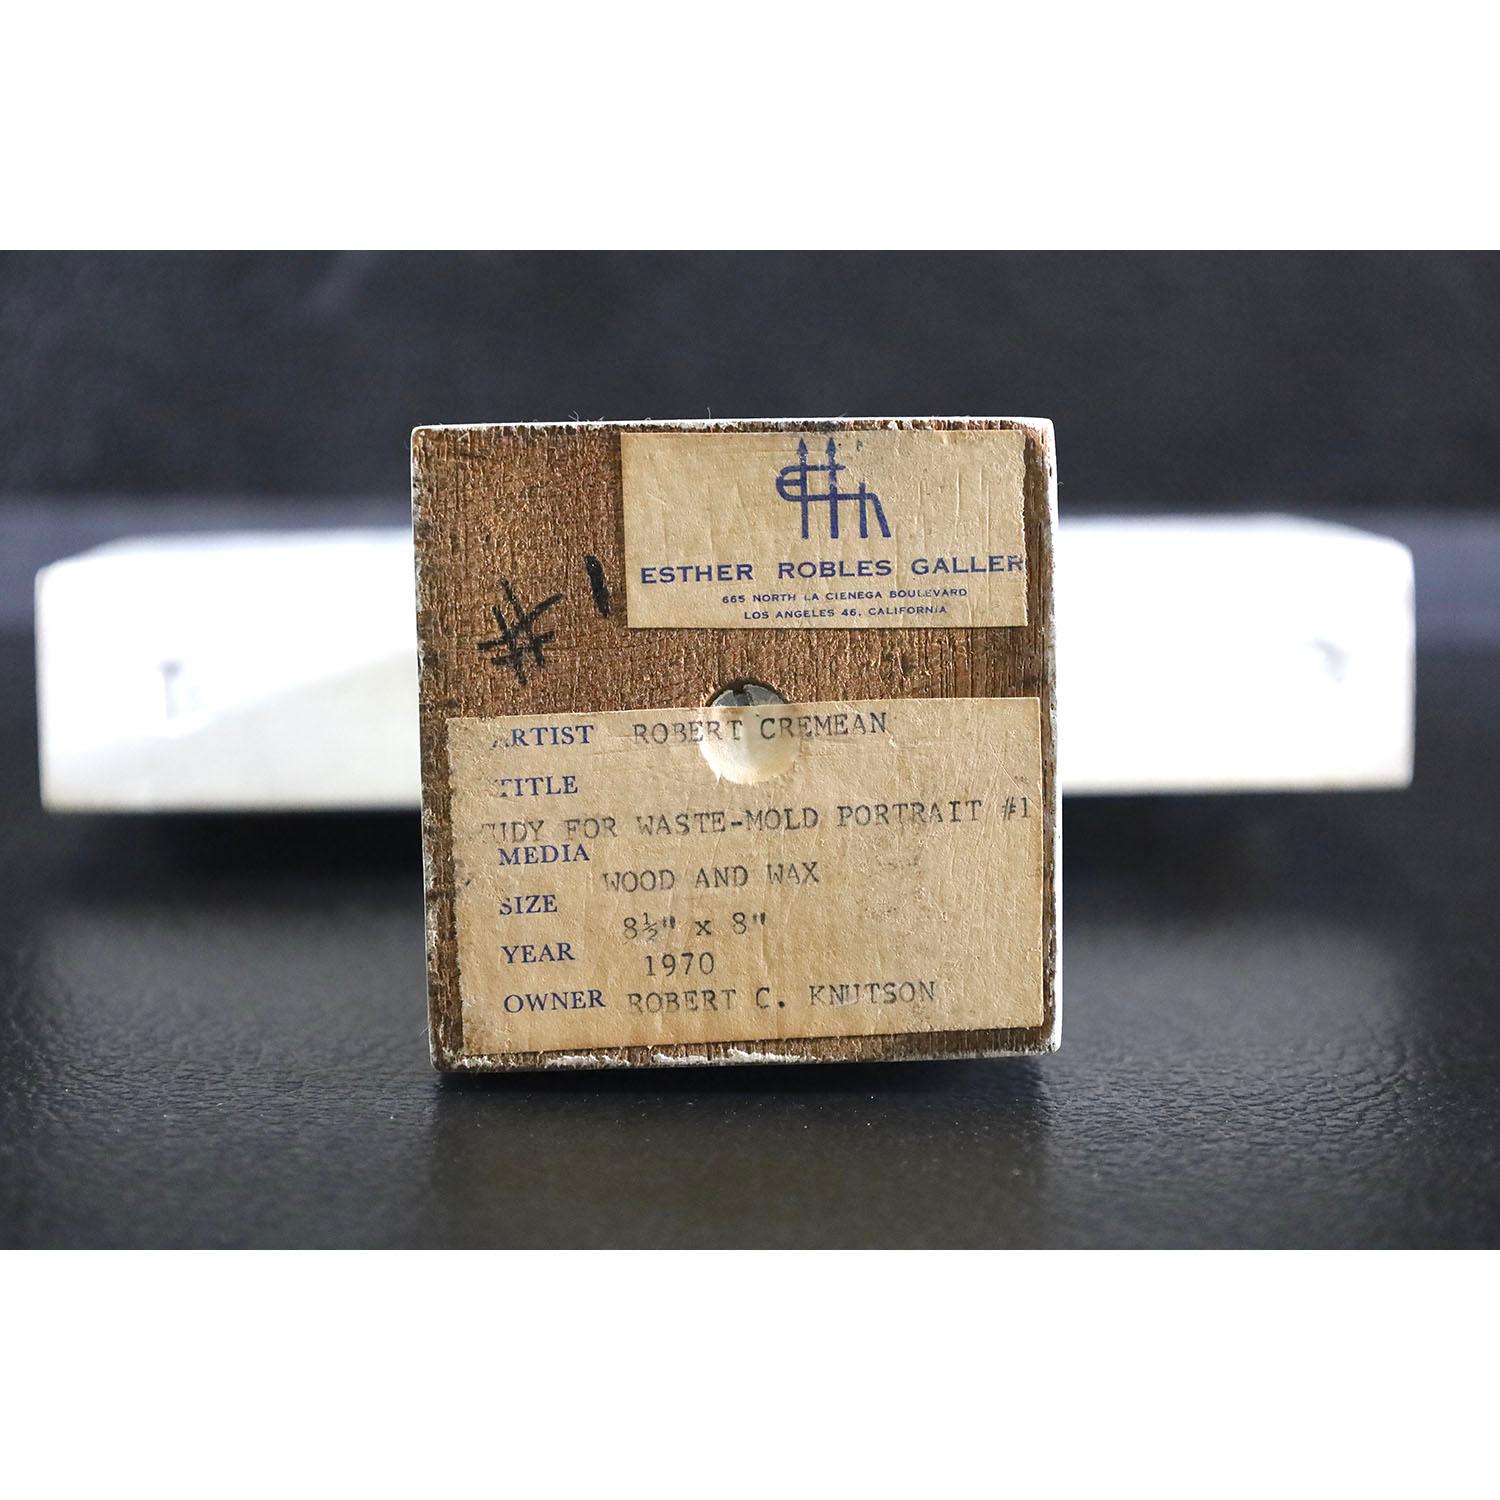 #1
ESTHER ROBLES GALLER
665 NORTH LA CIENEGA BOULEVARD
LOS ANGELES 46, CALIFORNIA
ARTIST ROBERT CREMEAN
TITLE
UDY FOR WASTE-MOLD PORTRAIT #1
MEDIA
WOOD AND WAX
SIZE
8½" x 8"
YEAR
1970
OWNER ROBERT C. KNUTSON